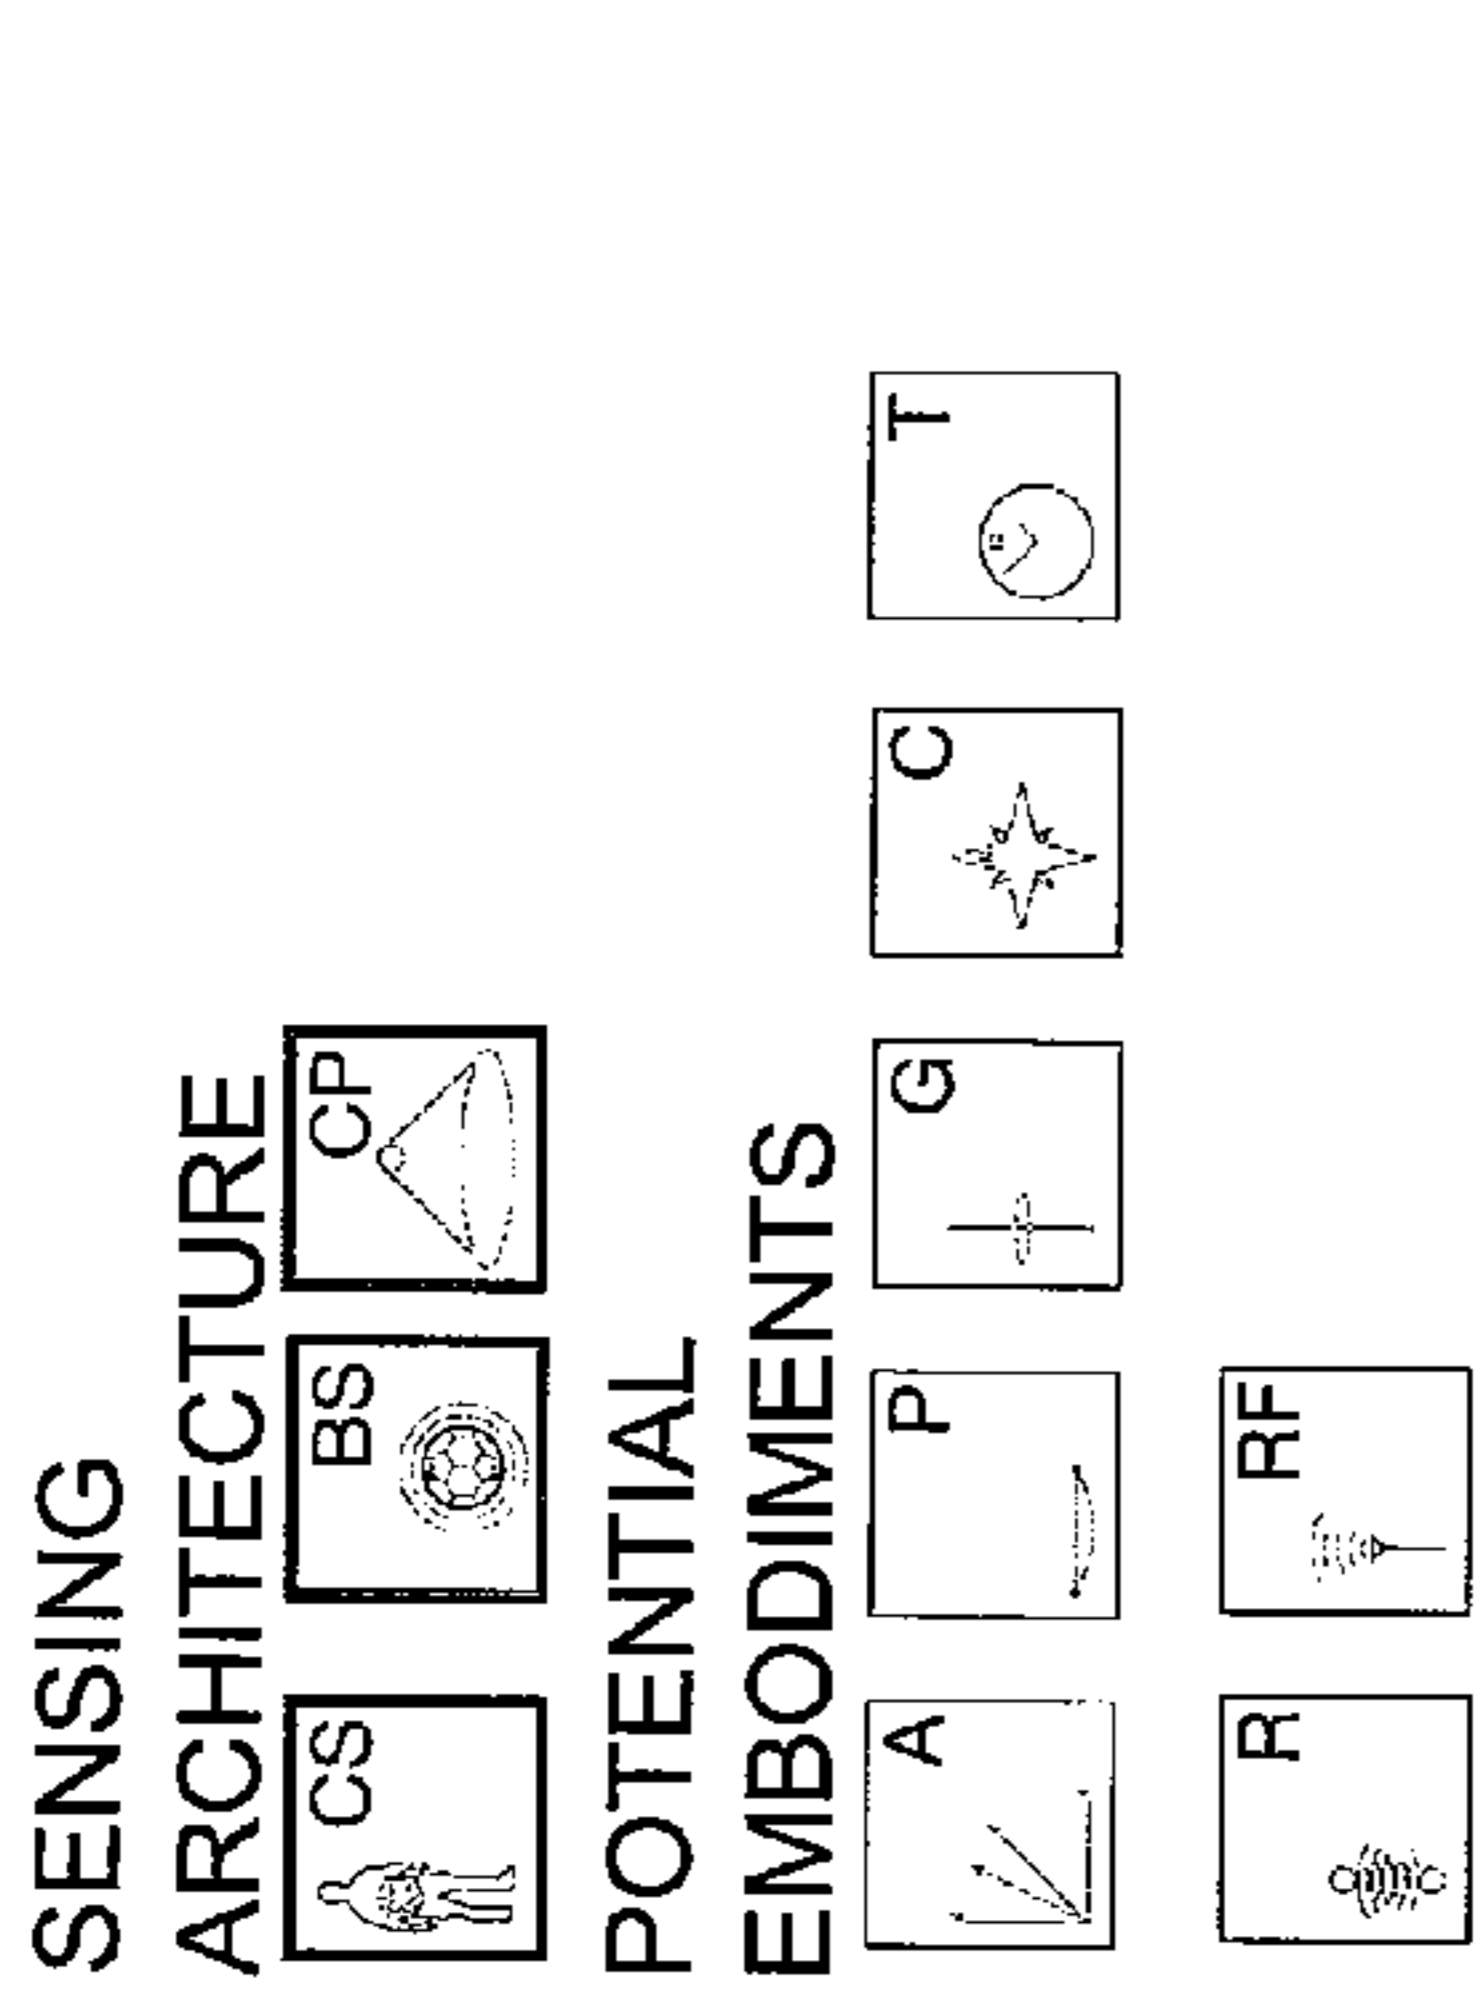 SENSING
ARCHITECTURE
CS BS CP
POTENTIAL
EMBODIMENTS
A P G C T
R RF